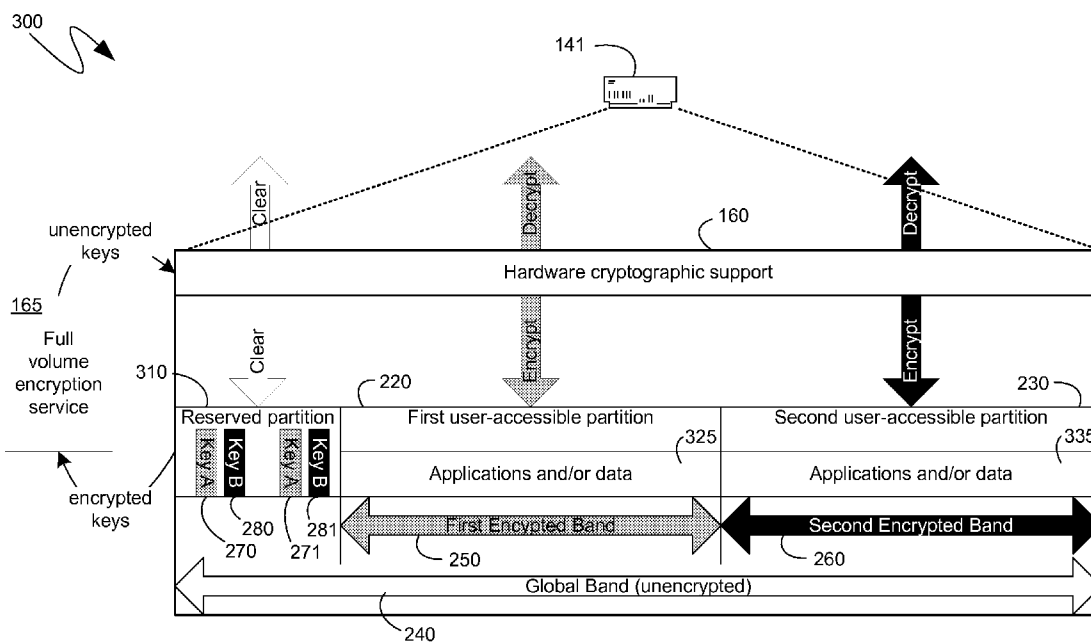 300
141
Clear
Decrypt
Decrypt
unencrypted
keys
160
Hardware cryptographic support
165
Full
volume
encryption
service
Clear
Encrypt
Encrypt
310
220
230
Reserved partition
First user-accessible partition
Second user-accessible partition
Key A
Key B
Key A
Key B
325
335
Applications and/or data
Applications and/or data
encrypted
keys
270
280
271
281
First Encypted Band
Second Encrypted Band
250
260
Global Band (unencrypted)
240